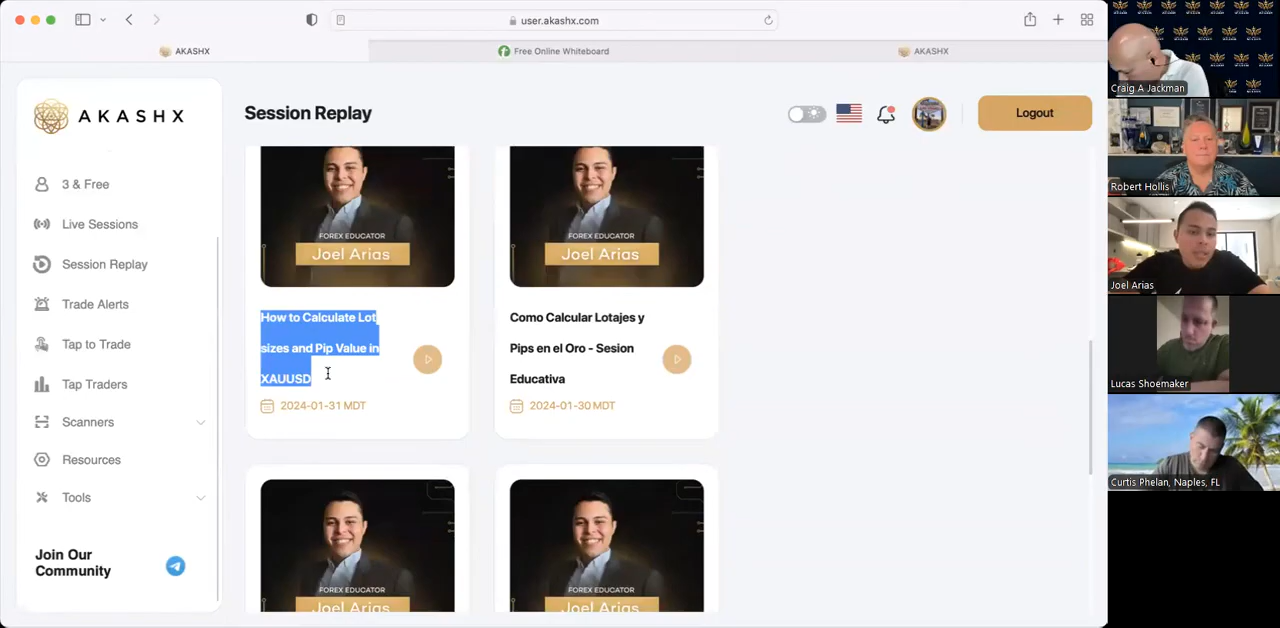 user.akashx.com
AKASHX
Free Online Whiteboard
AKASHX
AKASHX
Session Replay
Logout
3 & Free
Live Sessions
Session Replay
Trade Alerts
Tap to Trade
Tap Traders
Scanners
Resources
Tools
Join Our
Community
FOREX EDUCATOR
Joel Arias
How to Calculate Lot
sizes and Pip Value in
XAUUSD
2024-01-31 MDT
FOREX EDUCATOR
Joel Arias
Como Calcular Lotajes y
Pips en el Oro - Sesion
Educativa
2024-01-30 MDT
FOREX EDUCATOR
Joel Arias
FOREX EDUCATOR
Joel Arias
Craig A Jackman
Robert Hollis
Joel Arias
Lucas Shoemaker
Curtis Phelan, Naples, FL